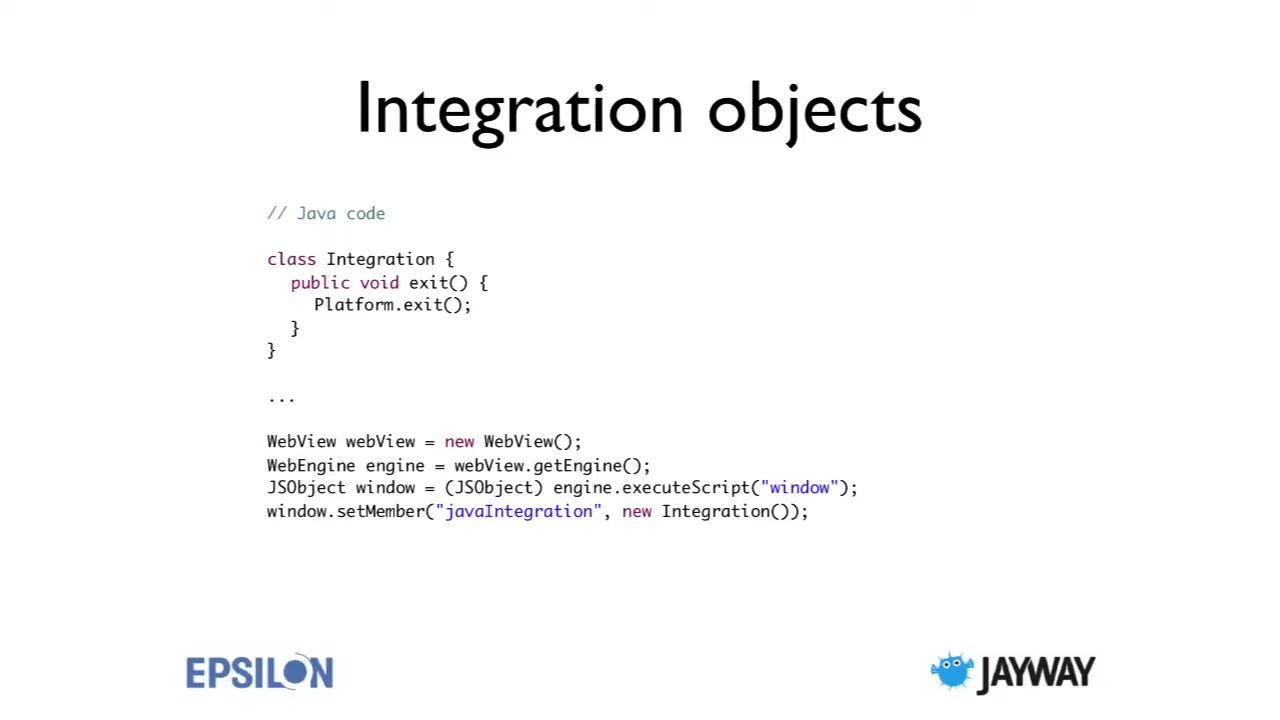 Integration objects
// Java code
class Integration {
public void exit() {
Platform.exit();
}
}
...
WebView webView = new WebView();
WebEngine engine = webView.getEngine();
JSObject window = (JSObject) engine.executeScript("window");
window.setMember("javaIntegration", new Integration());
EPSILON
JAYWAY